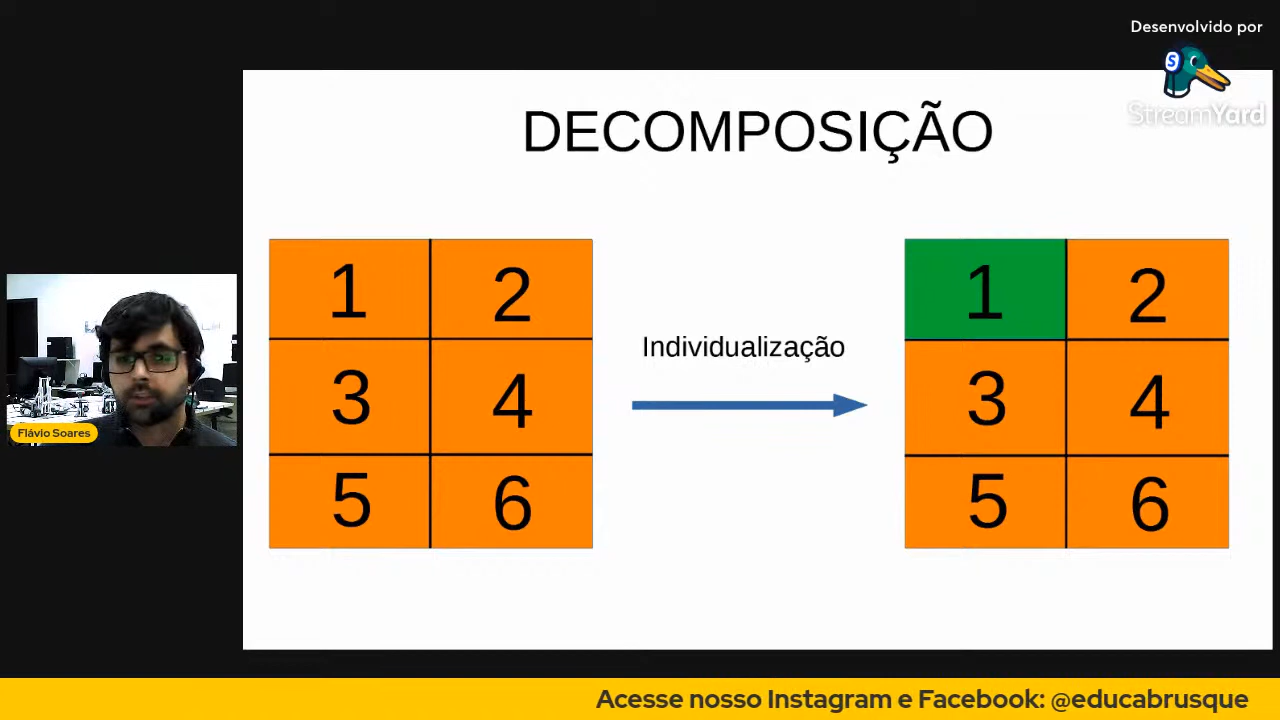 Desenvolvido por
S
StreamYard
DECOMPOSIÇÃO
1 2
3 4
5 6
Individualização
1 2
3 4
5 6
Flávio Soares
Acesse nosso Instagram e Facebook: @educabrusque